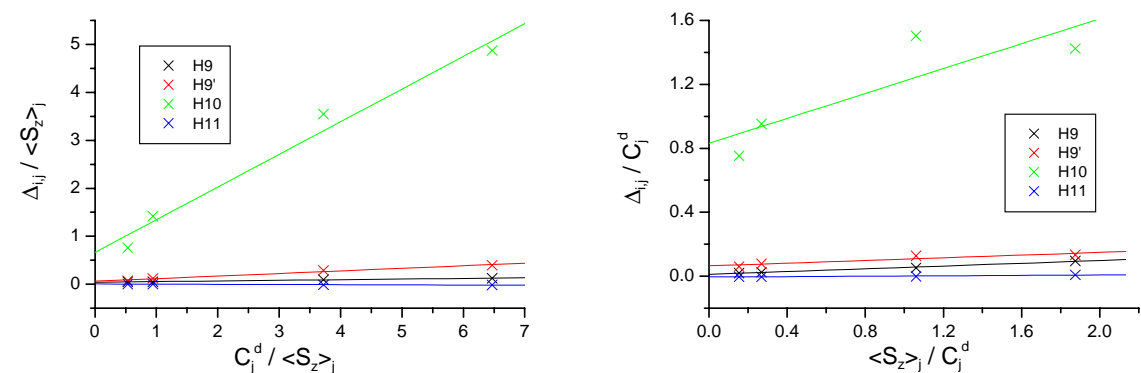 5
4
3
2
1
0
Δi,j / <Sz>j
H9
H9'
H10
H11
0 1 2 3 4 5 6 7
Cjd / <Sz>j
1.6
1.2
0.8
0.4
0.0
Δi,j / Cjd
H9
H9'
H10
H11
0.0 0.4 0.8 1.2 1.6 2.0
<Sz>j / Cjd